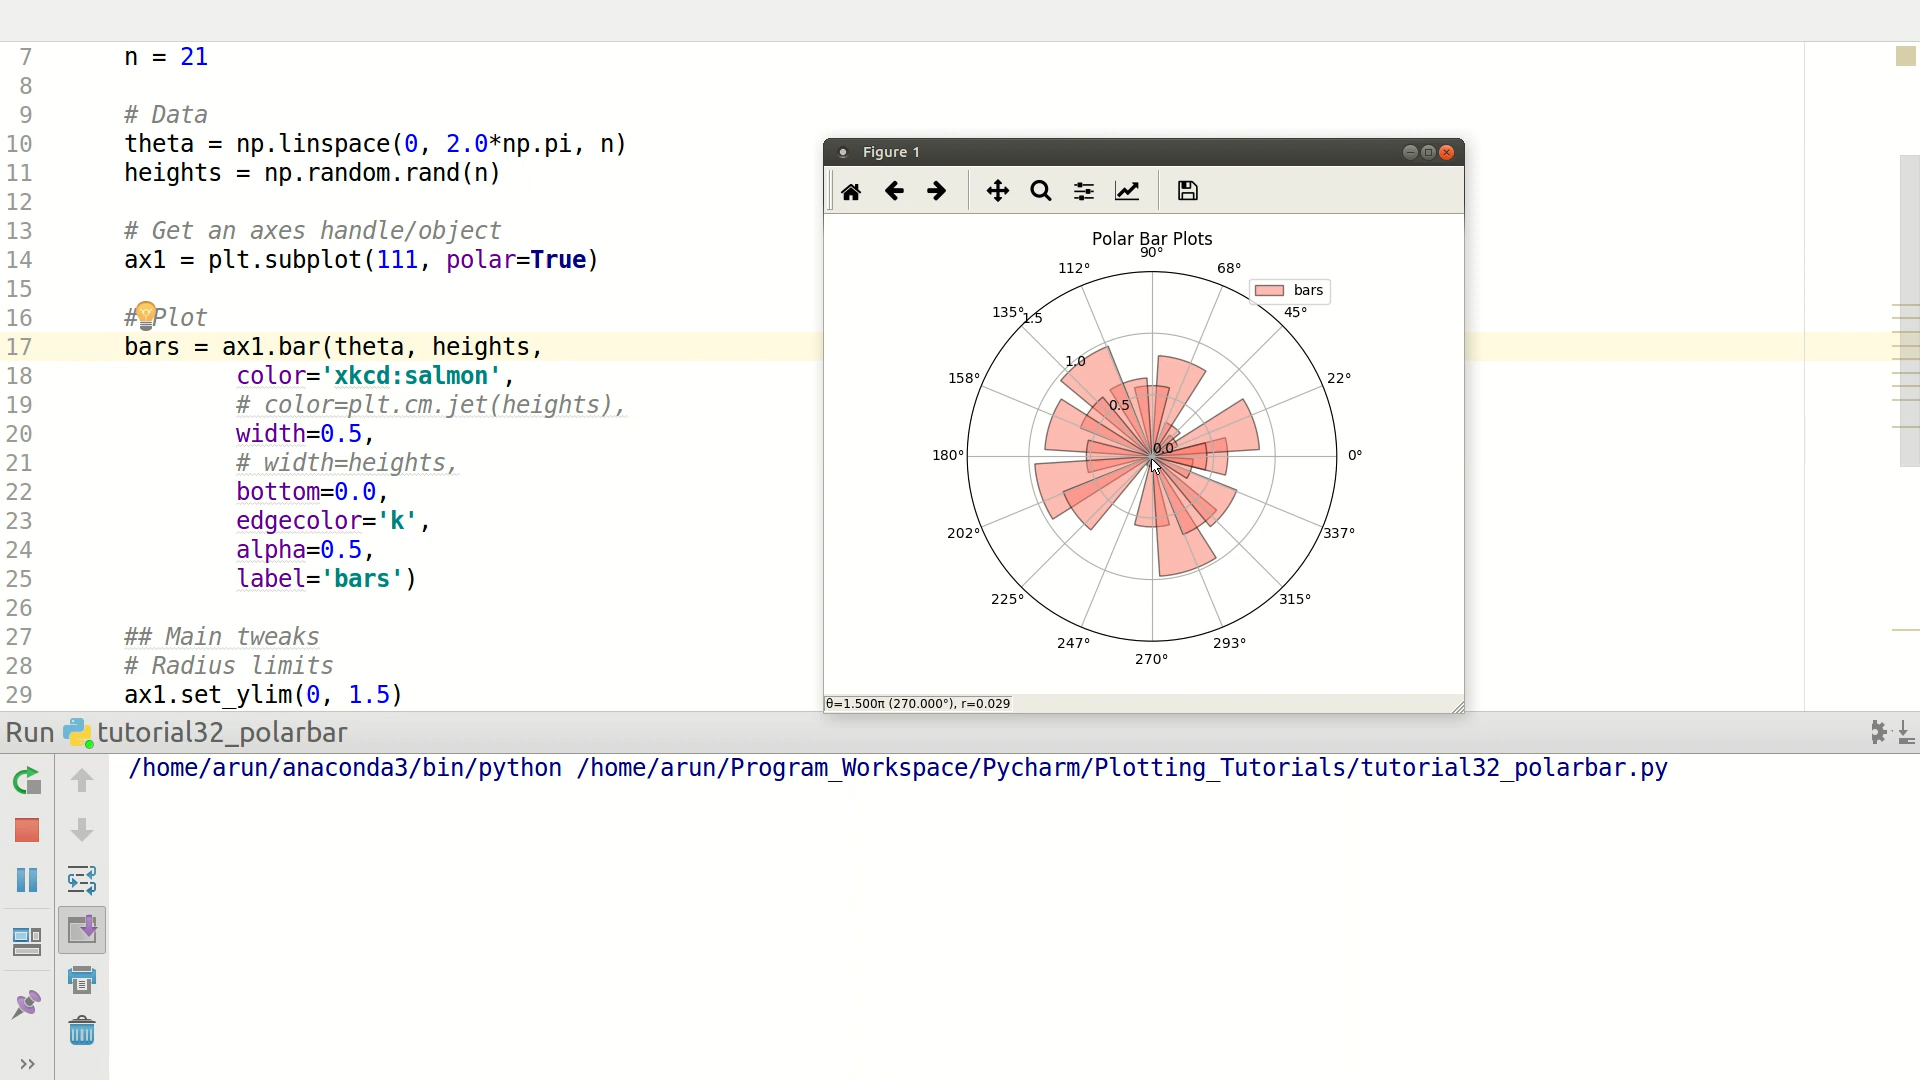 7 n = 21
8
9 # Data
10 theta = np.linspace(0, 2.0*np.pi, n)
11 heights = np.random.rand(n)
12
13 # Get an axes handle/object
14 ax1 = plt.subplot(111, polar=True)
15
16 # Plot
17 bars = ax1.bar(theta, heights,
18 color='xkcd:salmon',
19 # color=plt.cm.jet(heights),
20 width=0.5,
21 # width=heights,
22 bottom=0.0,
23 edgecolor='k',
24 alpha=0.5,
25 label='bars')
26
27 ## Main tweaks
28 # Radius limits
29 ax1.set_ylim(0, 1.5)
Figure 1
Polar Bar Plots
90°
112° 68°
bars
135° 1.5 45°
1.0
158° 22°
0.5
0.0
180° 0°
202° 337°
225° 315°
247° 293°
270°
θ=1.500π (270.000°), r=0.029
Run tutorial32_polarbar
/home/arun/anaconda3/bin/python /home/arun/Program_Workspace/Pycharm/Plotting_Tutorials/tutorial32_polarbar.py